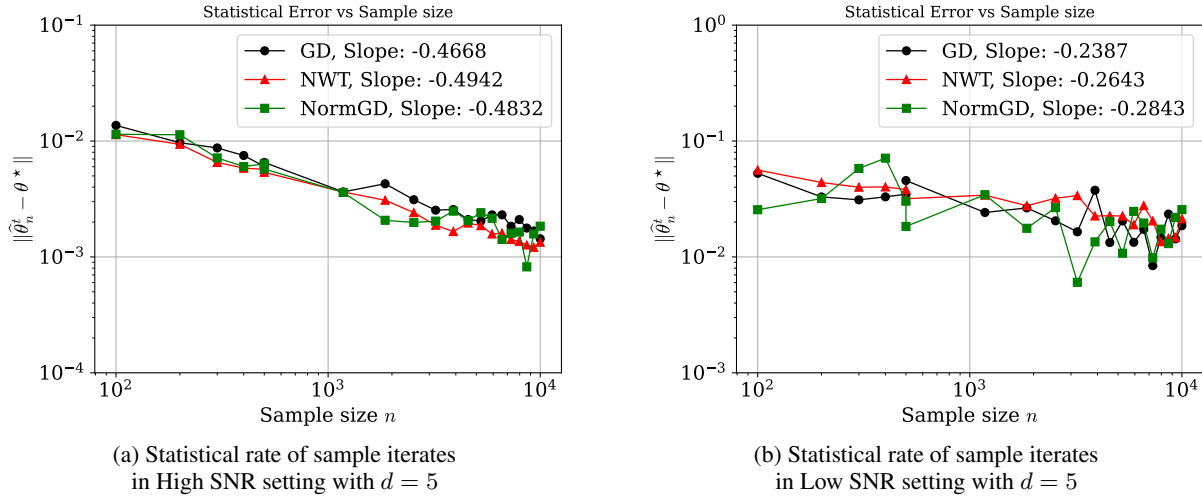 Statistical Error vs Sample size
10^{-1}
10^{-2}
10^{-3}
10^{-4}
GD, Slope: -0.4668
NWT, Slope: -0.4942
NormGD, Slope: -0.4832
‖θ̂_n^t − θ^⋆‖
10^2
10^3
10^4
Sample size n
(a) Statistical rate of sample iterates
in High SNR setting with d = 5
Statistical Error vs Sample size
10^0
10^{-1}
10^{-2}
10^{-3}
GD, Slope: -0.2387
NWT, Slope: -0.2643
NormGD, Slope: -0.2843
‖θ̂_n^t − θ^⋆‖
10^2
10^3
10^4
Sample size n
(b) Statistical rate of sample iterates
in Low SNR setting with d = 5